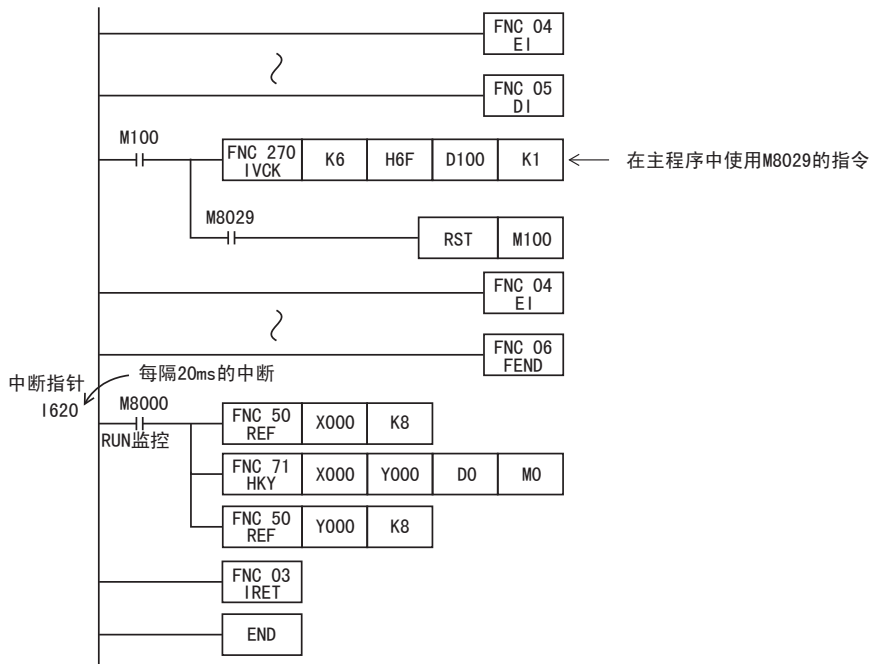 FNC 04
EI
FNC 05
DI
M100
FNC 270
IVCK
K6
H6F
D100
K1
在主程序中使用M8029的指令
M8029
RST
M100
FNC 04
EI
FNC 06
FEND
中断指针
I620
每隔20ms的中断
M8000
RUN监控
FNC 50
REF
X000
K8
FNC 71
HKY
X000
Y000
D0
M0
FNC 50
REF
Y000
K8
FNC 03
IRET
END